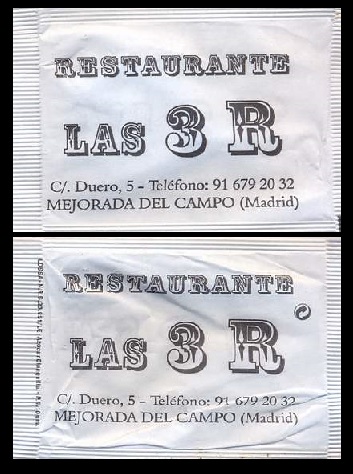 RESTAURANTE
LAS 3 R
C/. Duero, 5 - Teléfono: 91 679 20 32
MEJORADA DEL CAMPO (Madrid)
RESTAURANTE
LAS 3 R
C/. Duero, 5 - Teléfono: 91 679 20 32
MEJORADA DEL CAMPO (Madrid)